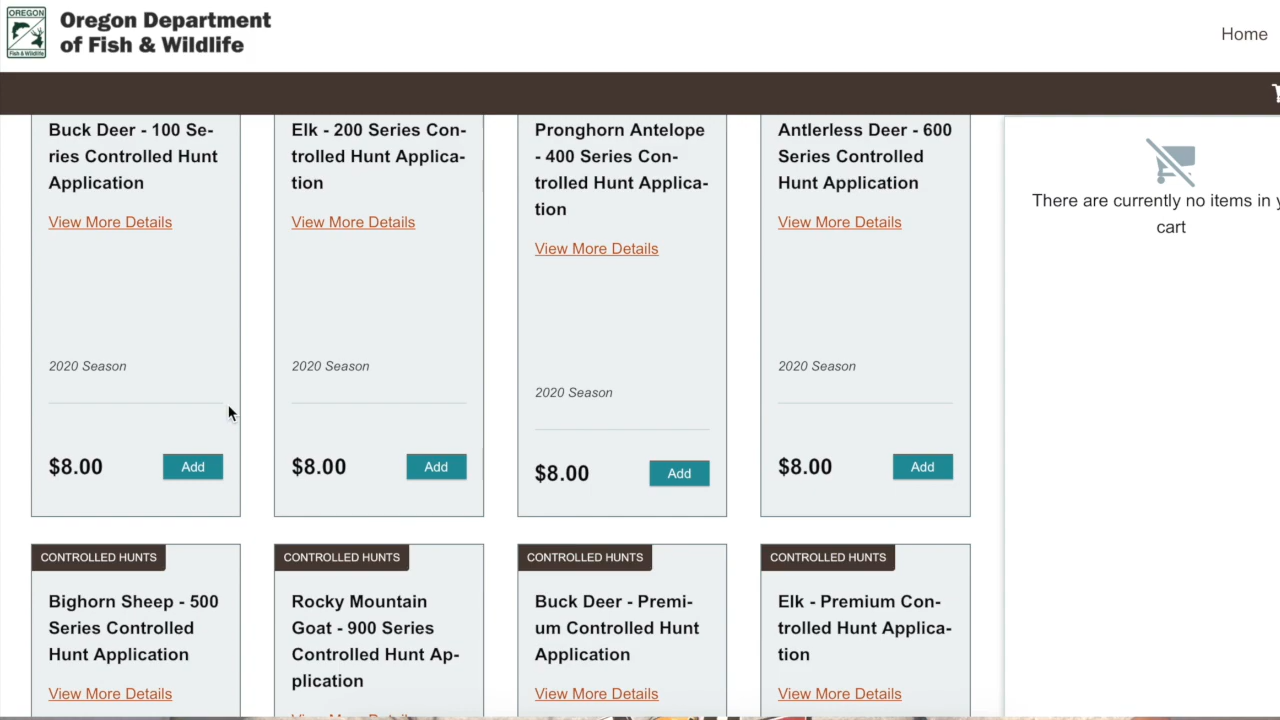 OREGON
Fish & Wildlife
Oregon Department
of Fish & Wildlife
Home
Buck Deer - 100 Se-
ries Controlled Hunt
Application
View More Details
2020 Season
$8.00
Add
Elk - 200 Series Con-
trolled Hunt Applica-
tion
View More Details
2020 Season
$8.00
Add
Pronghorn Antelope
- 400 Series Con-
trolled Hunt Applica-
tion
View More Details
2020 Season
$8.00
Add
Antlerless Deer - 600
Series Controlled
Hunt Application
View More Details
2020 Season
$8.00
Add
There are currently no items in
cart
CONTROLLED HUNTS
Bighorn Sheep - 500
Series Controlled
Hunt Application
View More Details
CONTROLLED HUNTS
Rocky Mountain
Goat - 900 Series
Controlled Hunt Ap-
plication
CONTROLLED HUNTS
Buck Deer - Premi-
um Controlled Hunt
Application
View More Details
CONTROLLED HUNTS
Elk - Premium Con-
trolled Hunt Applica-
tion
View More Details